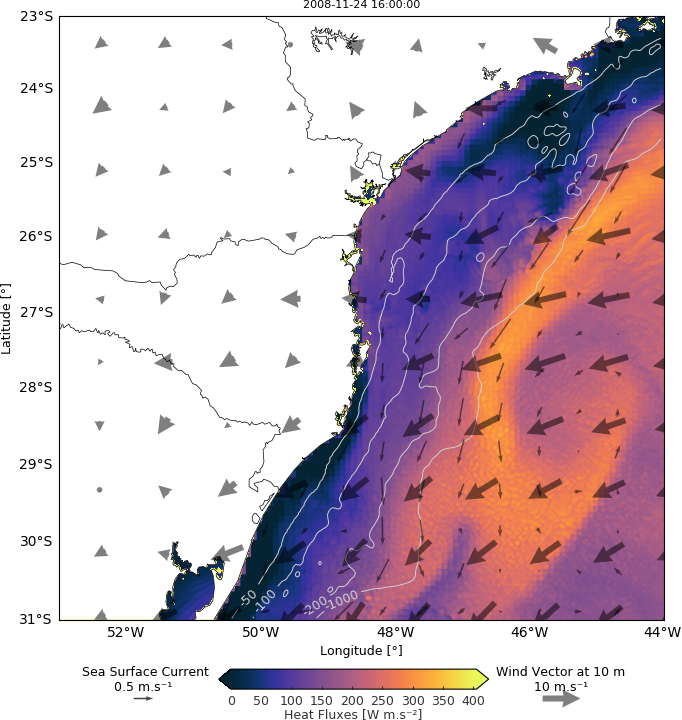 2008-11-24 16:00:00
23°S
24°S
25°S
26°S
27°S
28°S
29°S
30°S
31°S
Latitude [°]
-50
-100
-200
-1000
52°W
50°W
48°W
46°W
44°W
Longitude [°]
Sea Surface Current
0.5 m.s⁻¹
Wind Vector at 10 m
10 m.s⁻¹
0 50 100 150 200 250 300 350 400
Heat Fluxes [W m.s⁻²]